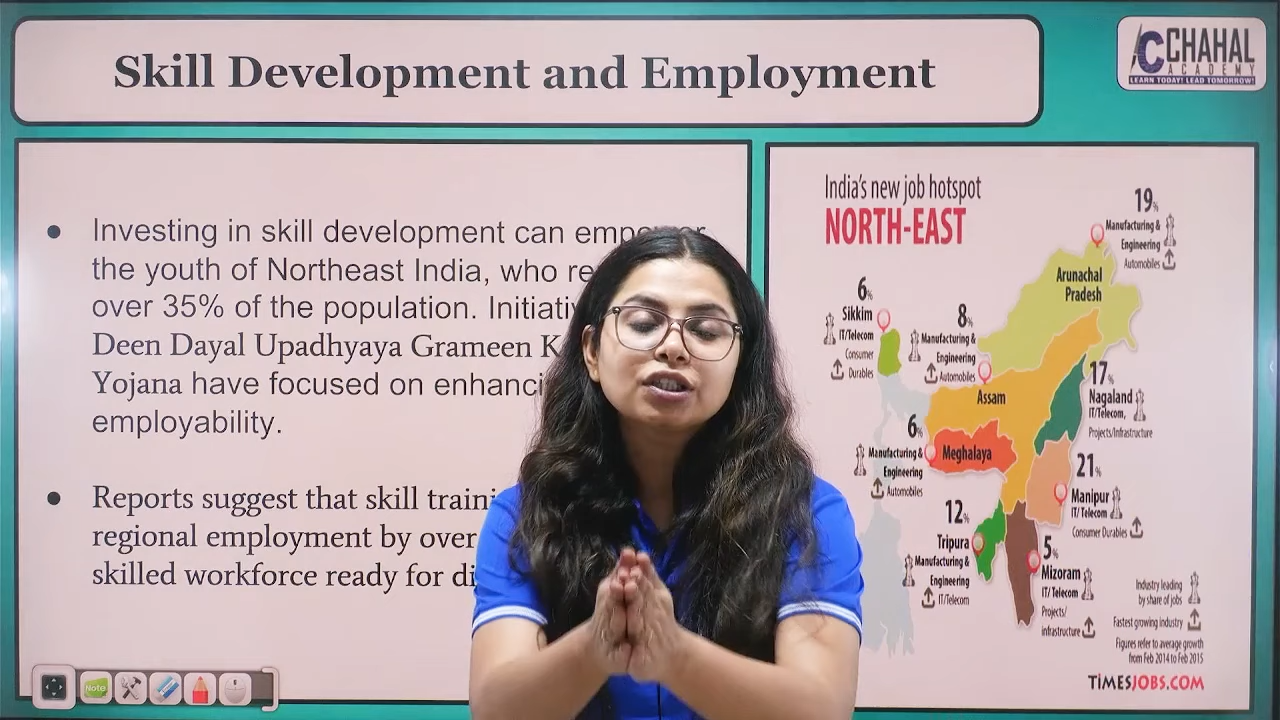 Skill Development and Employment
CHAHAL
ACADEMY
LEARN TODAY! LEAD TOMORROW!
Investing in skill development can
the youth of Northeast India, who
over 35% of the population.
Deen Dayal Upadhyaya Grameen
Yojana have focused on
employability.
Reports suggest that skill
regional employment by over
skilled workforce ready for
Note
India's new job hotspot
NORTH-EAST
19%
Manufacturing &
Engineering
Automobiles
Arunachal
Pradesh
6%
Sikkim
IT/Telecom
Consumer
Durables
8%
Manufacturing &
Engineering
Automobiles
Assam
17%
Nagaland
IT/Telecom,
Projects/Infrastructure
6%
Manufacturing &
Engineering
Automobiles
Meghalaya
21%
Manipur
IT/Telecom
Consumer Durables
12%
Tripura
Manufacturing &
Engineering
IT/Telecom
5%
Mizoram
IT/ Telecom
Projects/
infrastructure
Industry leading
by share of jobs
Fastest growing industry
Figures refer to average growth
from Feb 2014 to Feb 2015
TIMESJOBS.COM